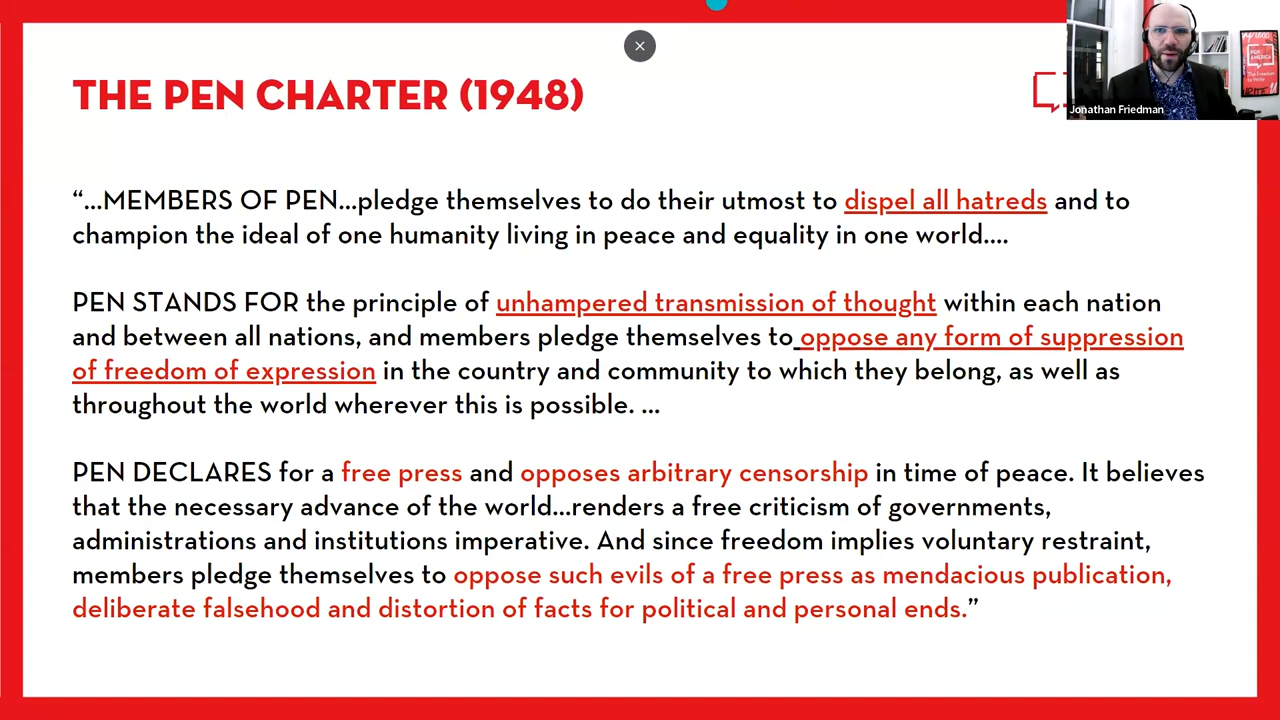 THE PEN CHARTER (1948)
Jonathan Friedman
PEN
AMERICA
The Freedom
to Write
“...MEMBERS OF PEN...pledge themselves to do their utmost to dispel all hatreds and to
champion the ideal of one humanity living in peace and equality in one world....
PEN STANDS FOR the principle of unhampered transmission of thought within each nation
and between all nations, and members pledge themselves to oppose any form of suppression
of freedom of expression in the country and community to which they belong, as well as
throughout the world wherever this is possible. ...
PEN DECLARES for a free press and opposes arbitrary censorship in time of peace. It believes
that the necessary advance of the world...renders a free criticism of governments,
administrations and institutions imperative. And since freedom implies voluntary restraint,
members pledge themselves to oppose such evils of a free press as mendacious publication,
deliberate falsehood and distortion of facts for political and personal ends.”